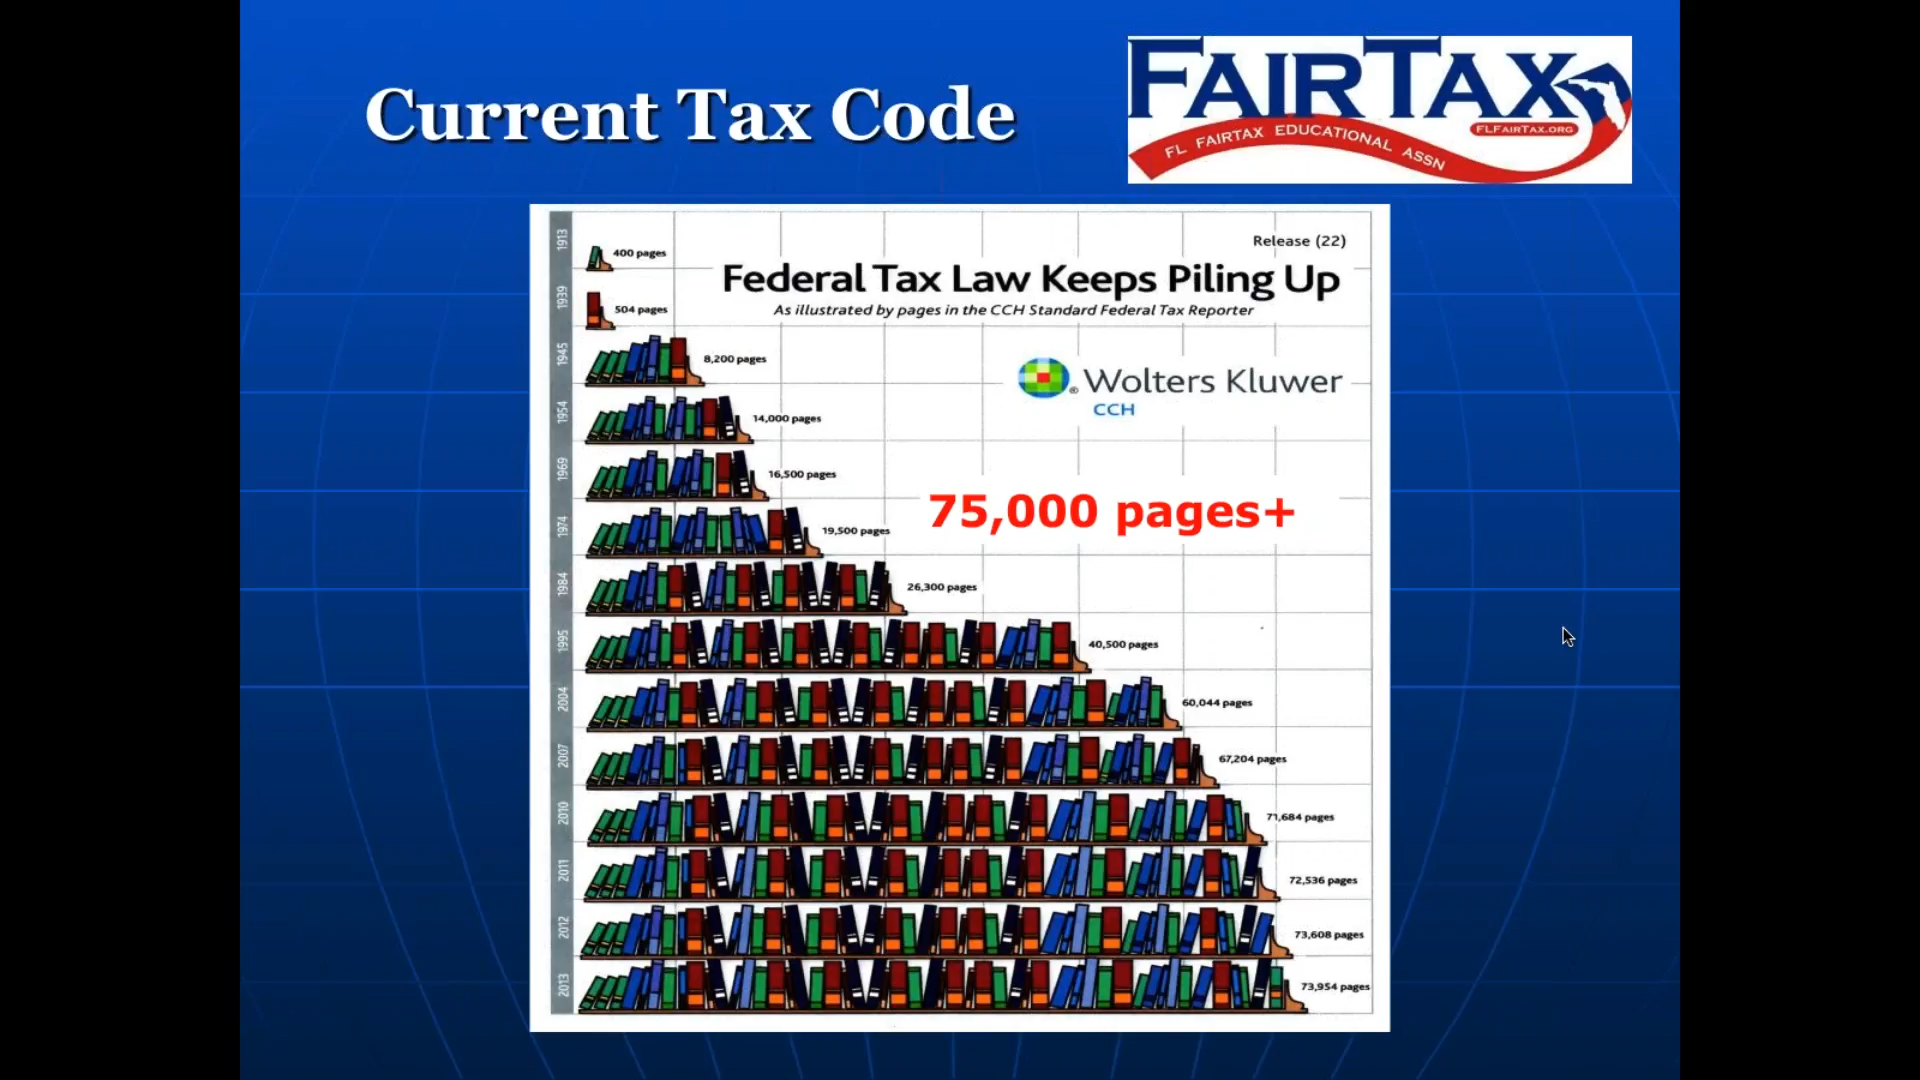 Current Tax Code
FAIRTAX
FLFAIRTAX.ORG
FL FAIRTAX EDUCATIONAL ASSN
Release (22)
Federal Tax Law Keeps Piling Up
As illustrated by pages in the CCH Standard Federal Tax Reporter
Wolters Kluwer
CCH
75,000 pages+
1913 400 pages
1939 504 pages
1945 8,200 pages
1954 14,000 pages
1969 16,500 pages
1974 19,500 pages
1984 26,300 pages
1995 40,500 pages
2004 60,044 pages
2007 67,204 pages
2010 71,684 pages
2011 72,536 pages
2012 73,608 pages
2013 73,954 pages